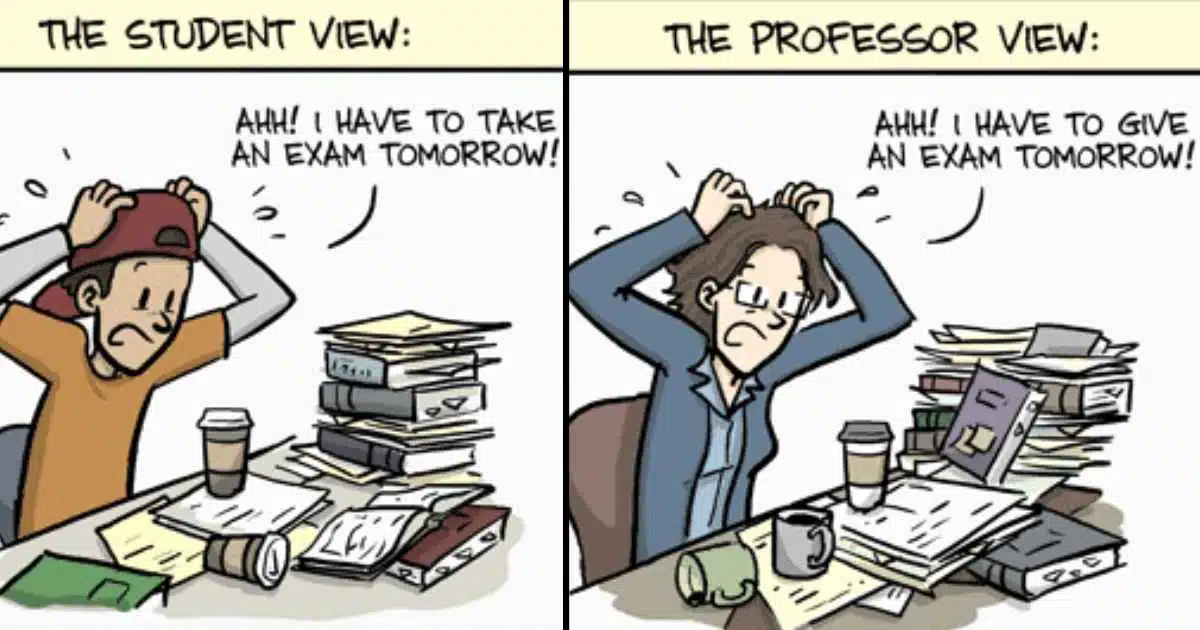 THE STUDENT VIEW:
AHH! I HAVE TO TAKE
AN EXAM TOMORROW!
THE PROFESSOR VIEW:
AHH! I HAVE TO GIVE
AN EXAM TOMORROW!